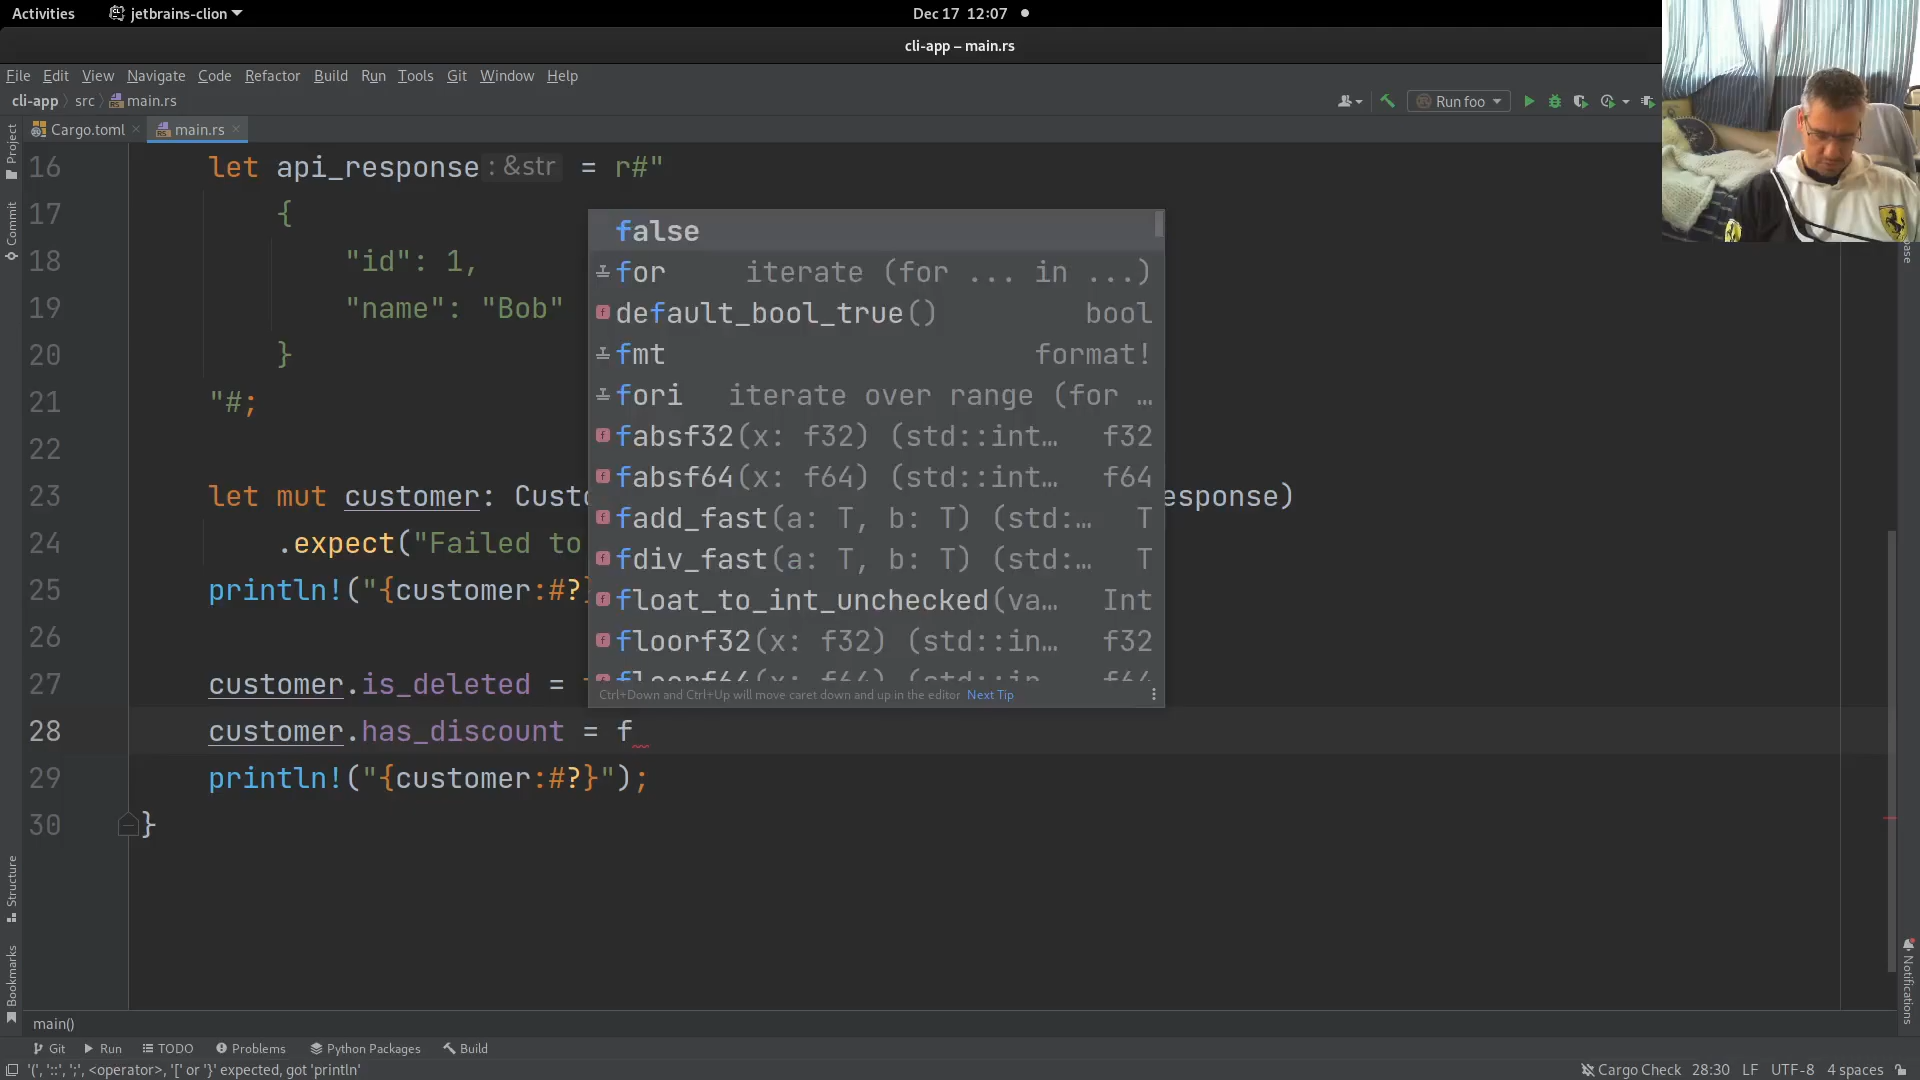 Activities jetbrains-clion Dec 17 12:07
cli-app – main.rs
File Edit View Navigate Code Refactor Build Run Tools Git Window Help
cli-app src main.rs Run foo
Cargo.toml main.rs
Project
Commit
Structure
Bookmarks
Notifications
16 let api_response: &str = r#"
17 {
18 "id": 1,
19 "name": "Bob"
20 }
21 "#;
22
23 let mut customer: Custo esponse)
24 .expect("Failed to
25 println!("{customer:#?}
26
27 customer.is_deleted =
28 customer.has_discount = f
29 println!("{customer:#?}");
30 }
false
for iterate (for ... in ...)
default_bool_true() bool
fmt format!
fori iterate over range (for …
fabsf32(x: f32) (std::int… f32
fabsf64(x: f64) (std::int… f64
fadd_fast(a: T, b: T) (std:… T
fdiv_fast(a: T, b: T) (std:… T
float_to_int_unchecked(va… Int
floorf32(x: f32) (std::in… f32
floorf64(x: f64) (std::in… f64
Ctrl+Down and Ctrl+Up will move caret down and up in the editor Next Tip
main()
Git Run TODO Problems Python Packages Build
'(', '::', ';', <operator>, '[' or '}' expected, got 'println' Cargo Check 28:30 LF UTF-8 4 spaces